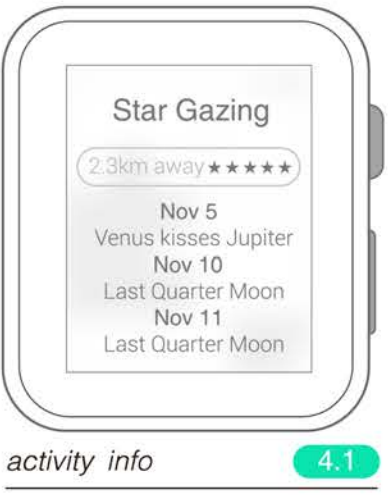 Star Gazing
2.3km away ★★★★★
Nov 5
Venus kisses Jupiter
Nov 10
Last Quarter Moon
Nov 11
Last Quarter Moon
activity info 4.1